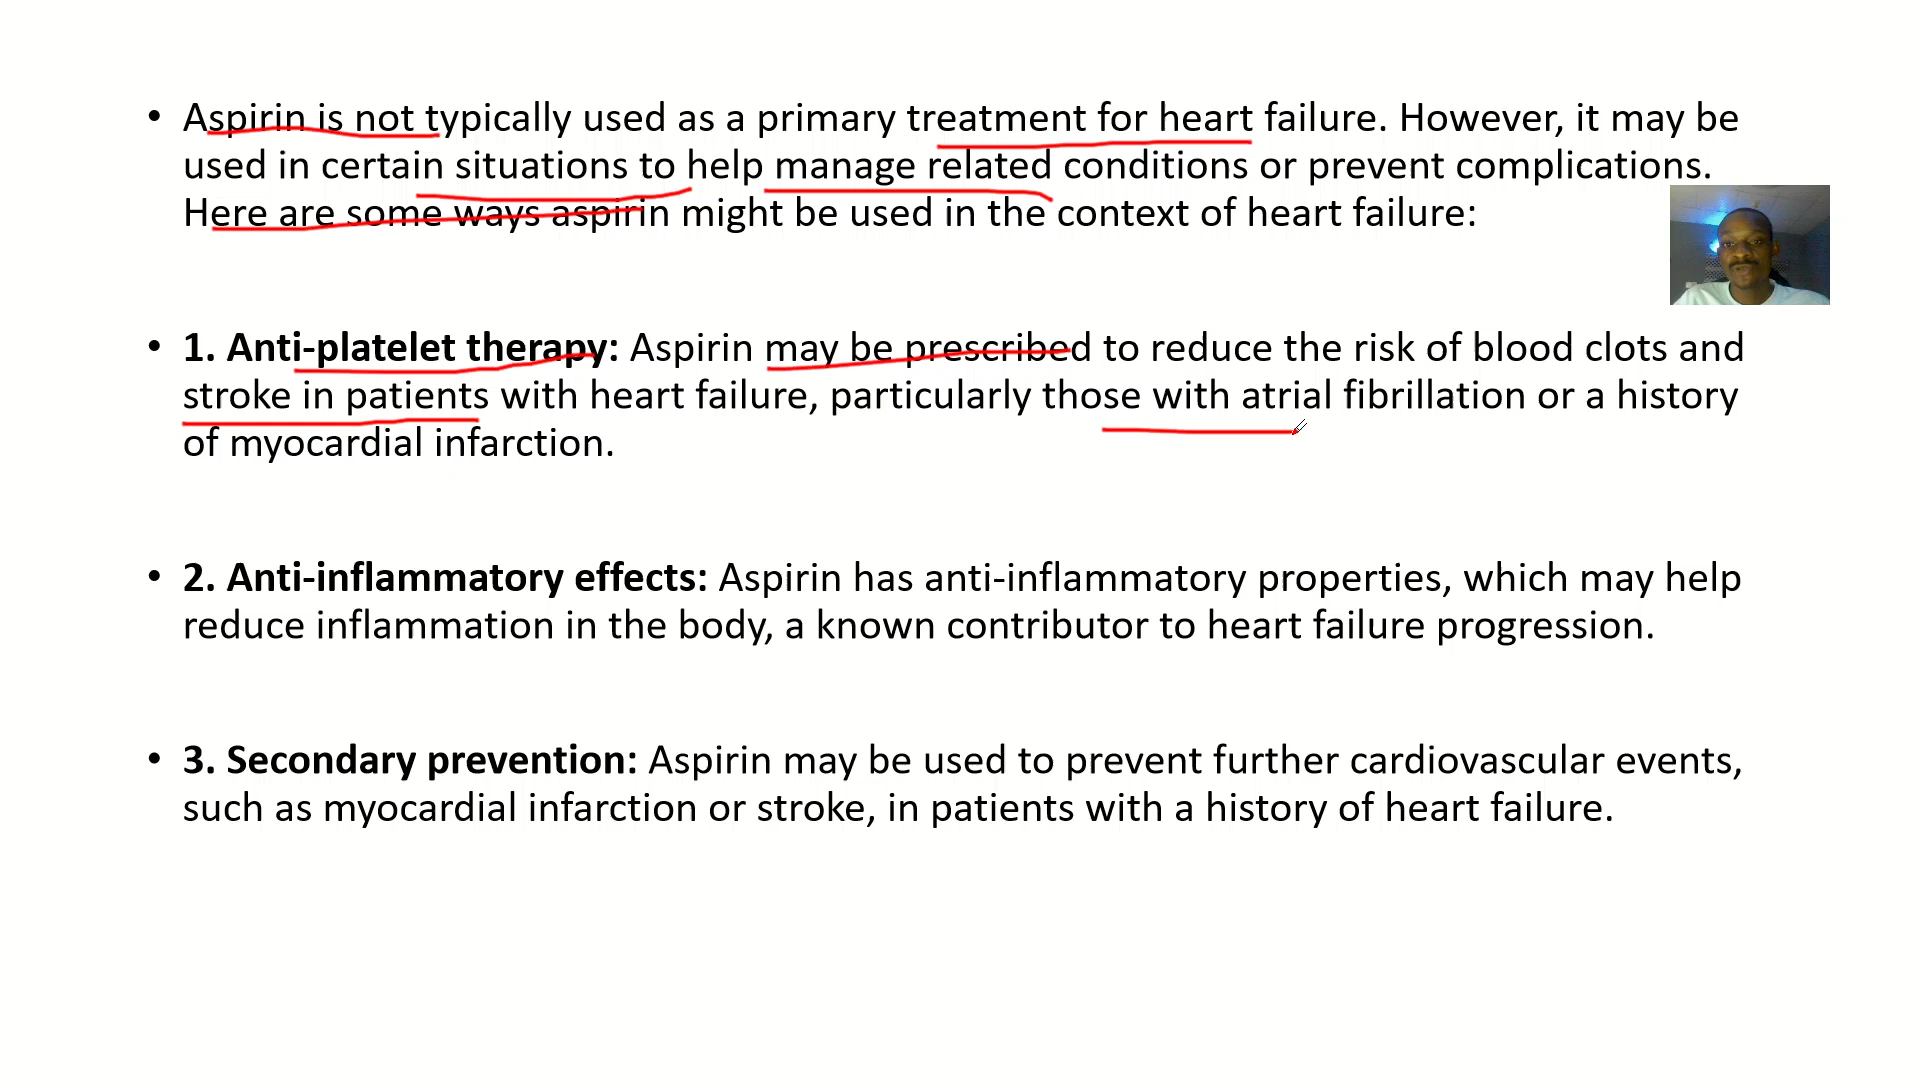 • Aspirin is not typically used as a primary treatment for heart failure. However, it may be
used in certain situations to help manage related conditions or prevent complications.
Here are some ways aspirin might be used in the context of heart failure:
• 1. Anti-platelet therapy: Aspirin may be prescribed to reduce the risk of blood clots and
stroke in patients with heart failure, particularly those with atrial fibrillation or a history
of myocardial infarction.
• 2. Anti-inflammatory effects: Aspirin has anti-inflammatory properties, which may help
reduce inflammation in the body, a known contributor to heart failure progression.
• 3. Secondary prevention: Aspirin may be used to prevent further cardiovascular events,
such as myocardial infarction or stroke, in patients with a history of heart failure.